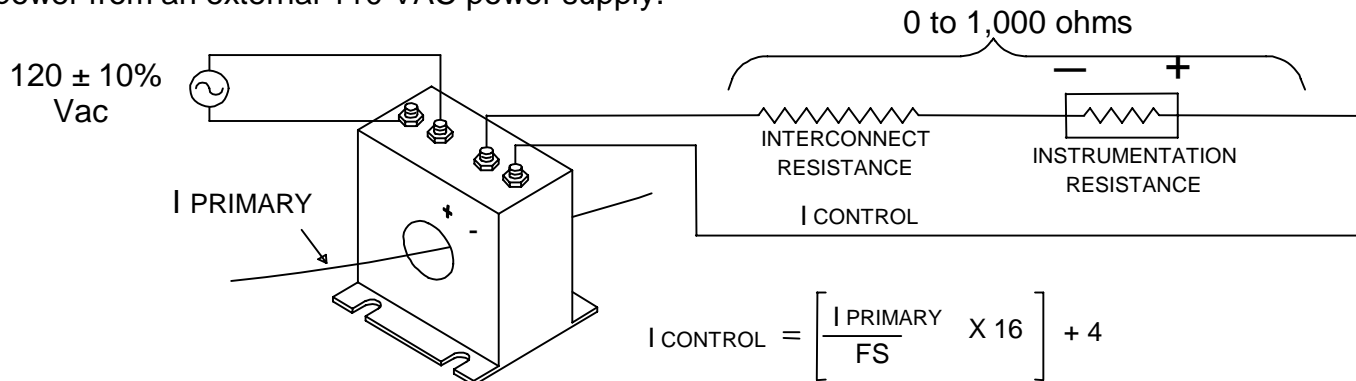 power from an external 110 VAC power supply.
0 to 1,000 ohms
120 ± 10%
Vac
— +
INTERCONNECT
RESISTANCE
INSTRUMENTATION
RESISTANCE
I PRIMARY
+
-
I CONTROL
I CONTROL = [ I PRIMARY / FS X 16 ] + 4